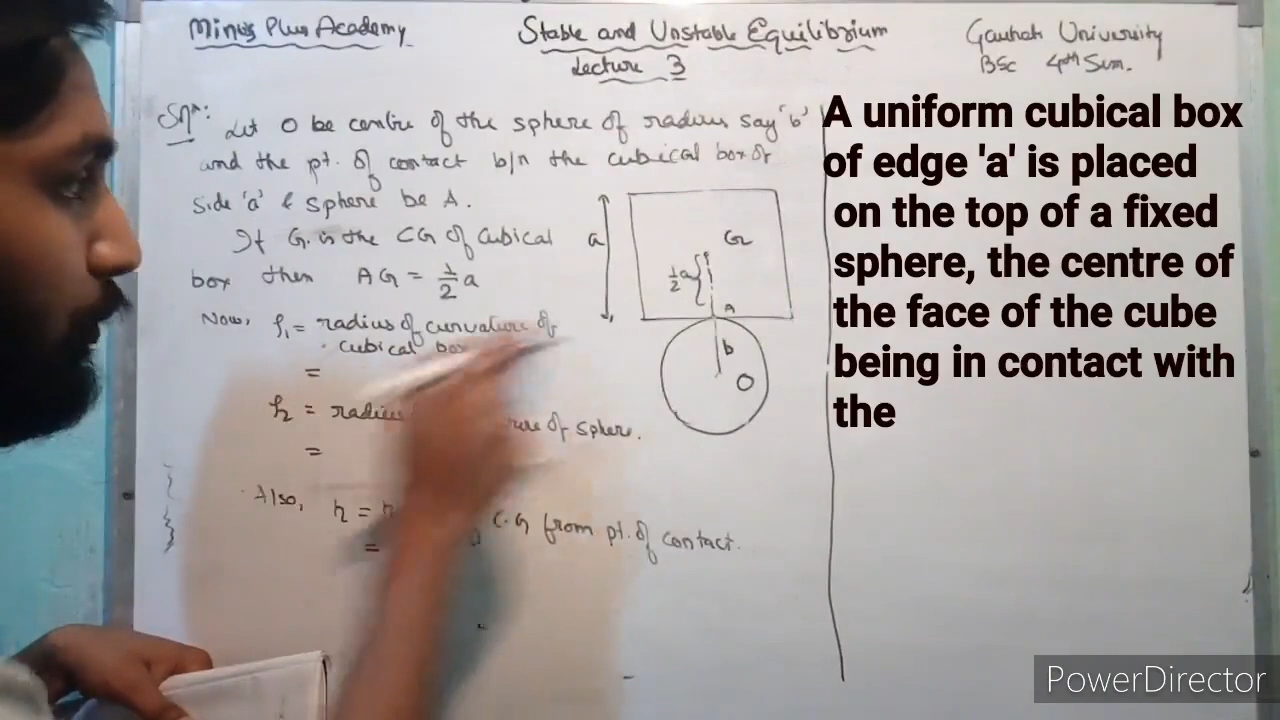 Minus Plus Academy
Stable and Unstable Equilibrium
Lecture 3
Gauhati University
BSc 4th Sem.
Solⁿ: Let O be centre of the sphere of radius say 'b'
and the pt. of contact b/n the cubical box of
side 'a' & sphere be A.
If G is the CG of Cubical
box then AG = 1/2 a
Now, ρ₁ = radius of curvature of
cubical box
=
ρ₂ = radius of sphere.
=
Also, h = C.G from pt. of contact.
=
a
G
1/2 a
A
b
O
A uniform cubical box
of edge 'a' is placed
on the top of a fixed
sphere, the centre of
the face of the cube
being in contact with
the
PowerDirector